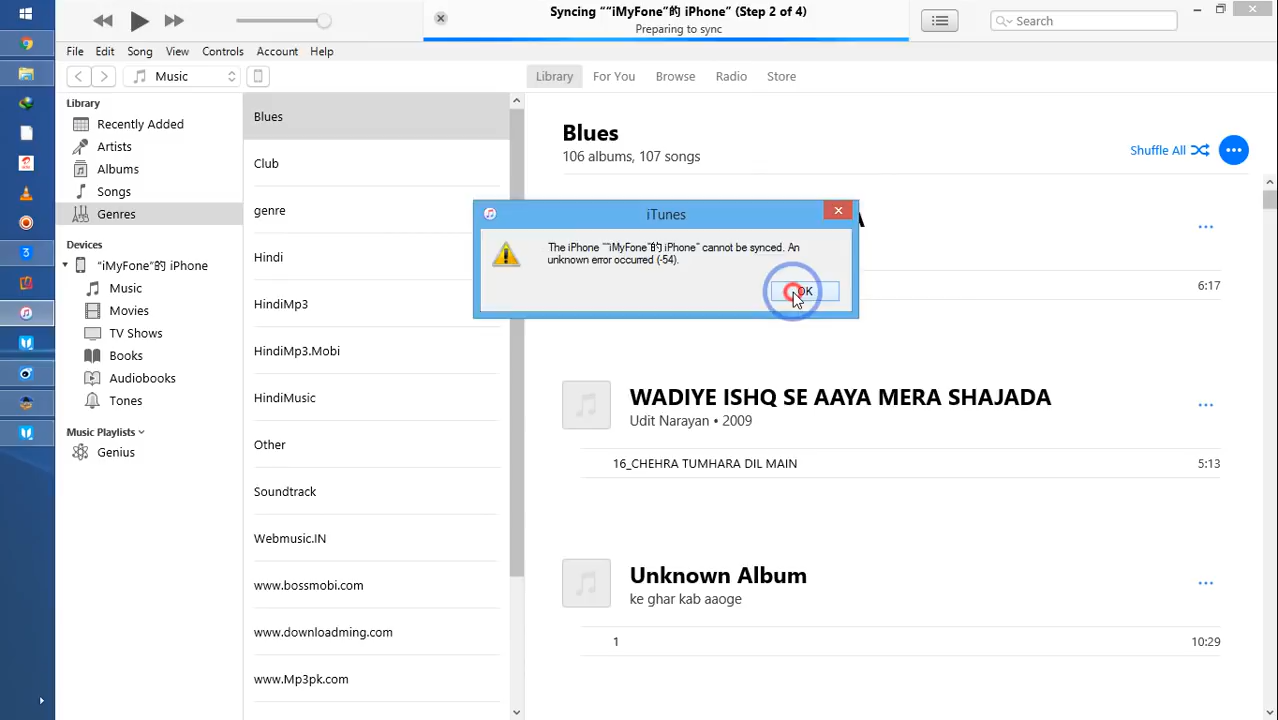 Syncing "“iMyFone”的 iPhone" (Step 2 of 4)
Preparing to sync
Search
File Edit Song View Controls Account Help
Music
Library For You Browse Radio Store
Library
Recently Added
Artists
Albums
Songs
Genres
Devices
“iMyFone”的 iPhone
Music
Movies
TV Shows
Books
Audiobooks
Tones
Music Playlists
Genius
Blues
Club
genre
Hindi
HindiMp3
HindiMp3.Mobi
HindiMusic
Other
Soundtrack
Webmusic.IN
www.bossmobi.com
www.downloadming.com
www.Mp3pk.com
Blues
106 albums, 107 songs
Shuffle All
A
6:17
iTunes
The iPhone "“iMyFone”的 iPhone" cannot be synced. An
unknown error occurred (-54).
OK
WADIYE ISHQ SE AAYA MERA SHAJADA
Udit Narayan • 2009
16_CHEHRA TUMHARA DIL MAIN 5:13
Unknown Album
ke ghar kab aaoge
1 10:29